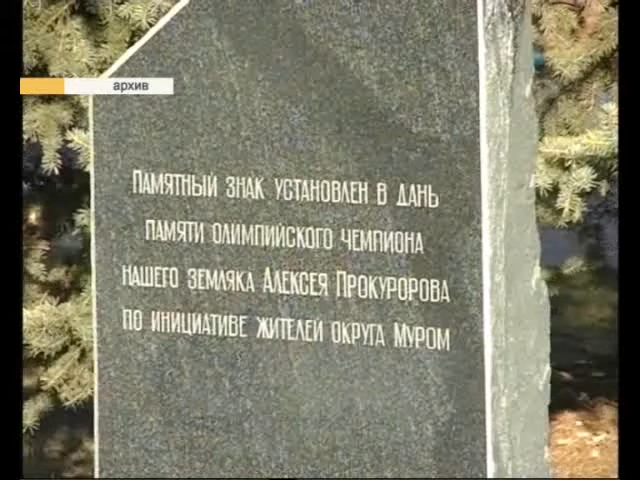 архив
Памятный знак установлен в дань
памяти олимпийского чемпиона
нашего земляка Алексея Прокуророва
по инициативе жителей округа Муром